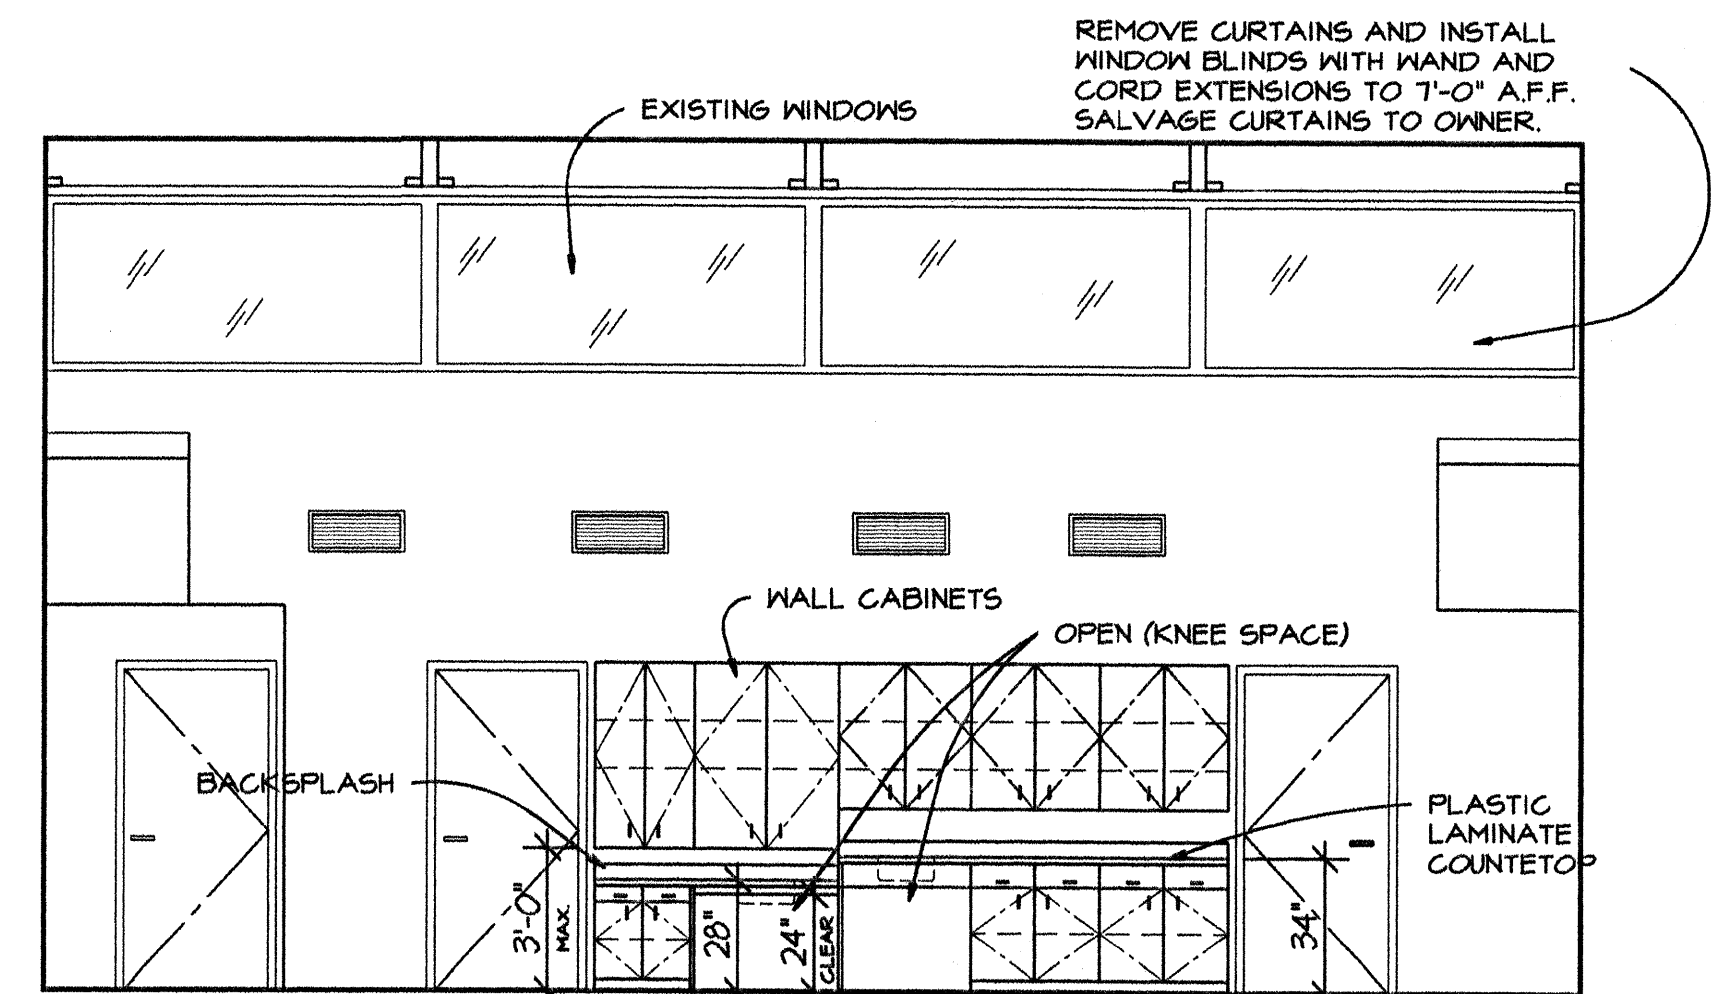 REMOVE CURTAINS AND INSTALL
WINDOW BLINDS WITH WAND AND
CORD EXTENSIONS TO 7'-0" A.F.F.
SALVAGE CURTAINS TO OWNER.
EXISTING WINDOWS
WALL CABINETS
OPEN (KNEE SPACE)
BACKSPLASH
PLASTIC
LAMINATE
COUNTETOP
3'-0"
MAX.
28"
24"
CLEAR
34"